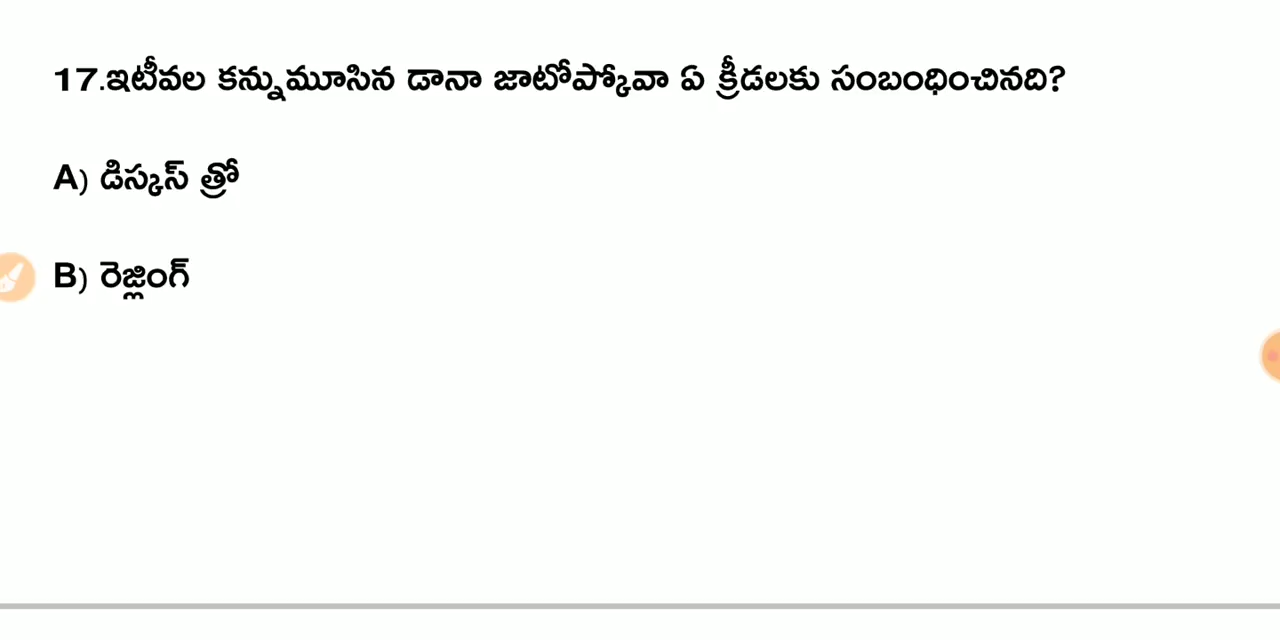 17.ఇటీవల కన్నుమూసిన డానా జాటోప్కోవా ఏ క్రీడలకు సంబంధించినది?
A) డిస్కస్ త్రో
B) రెజ్లింగ్